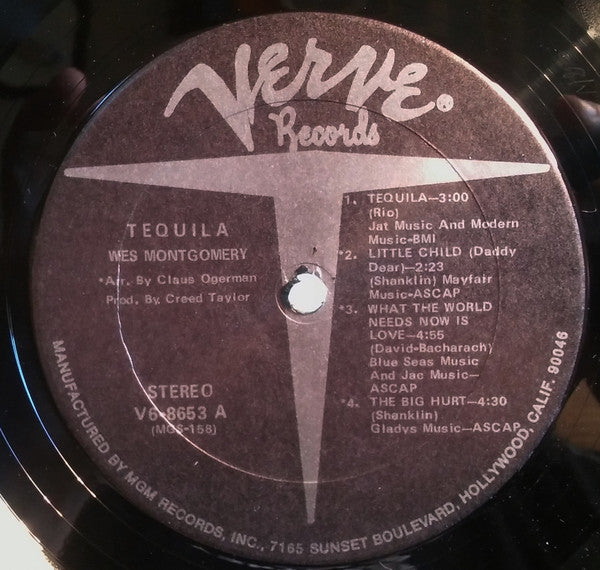 Verve®
Records
TEQUILA
WES MONTGOMERY
*Arr. By Claus Ogerman
Prod. By Creed Taylor
STEREO
V6-8653 A
(MGS-158)
1. TEQUILA—3:00
(Rio)
Jat Music And Modern
Music-BMI
*2. LITTLE CHILD (Daddy
Dear)—2:23
(Shanklin) Mayfair
Music-ASCAP
*3. WHAT THE WORLD
NEEDS NOW IS
LOVE—4:55
(David-Bacharach)
Blue Seas Music
And Jac Music—
ASCAP
*4. THE BIG HURT—4:30
(Shanklin)
Gladys Music—ASCAP
MANUFACTURED BY MGM RECORDS, INC., 7165 SUNSET BOULEVARD, HOLLYWOOD, CALIF. 90046